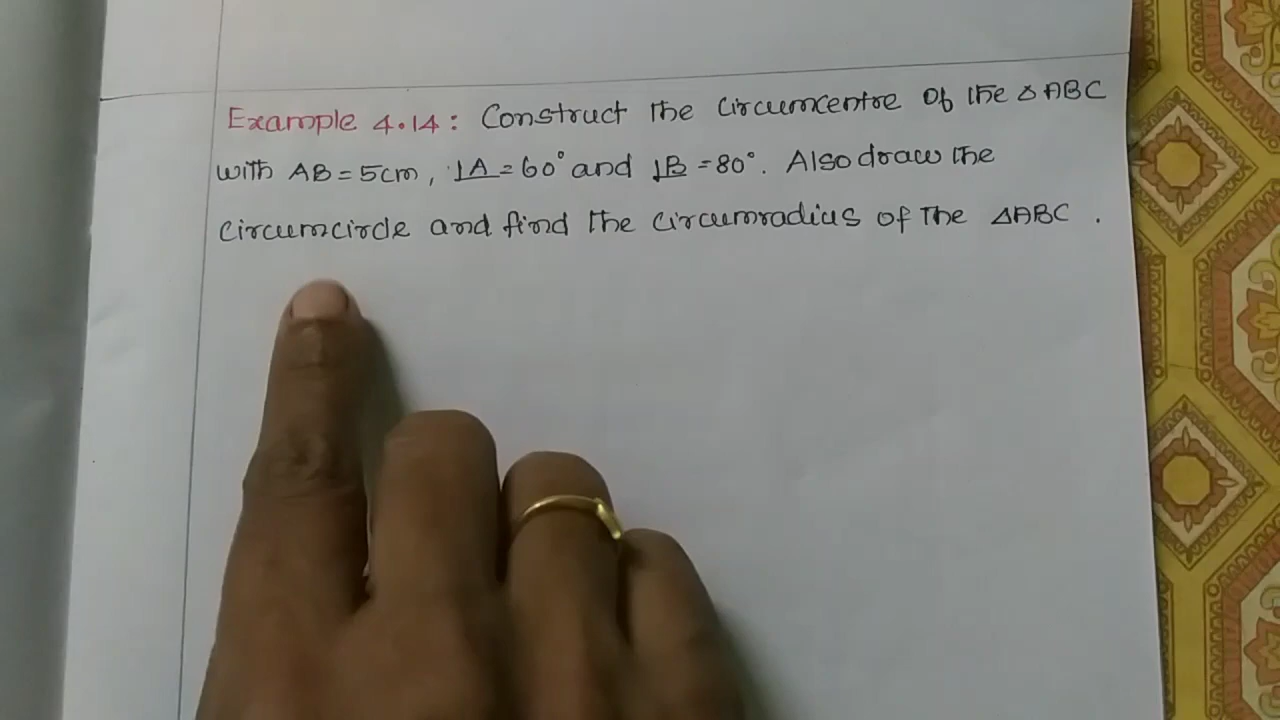 Example 4.14: Construct the circumcentre of the ΔABC
with AB = 5cm, ∠A = 60° and ∠B = 80°. Also draw the
circumcircle and find the circumradius of the ΔABC.